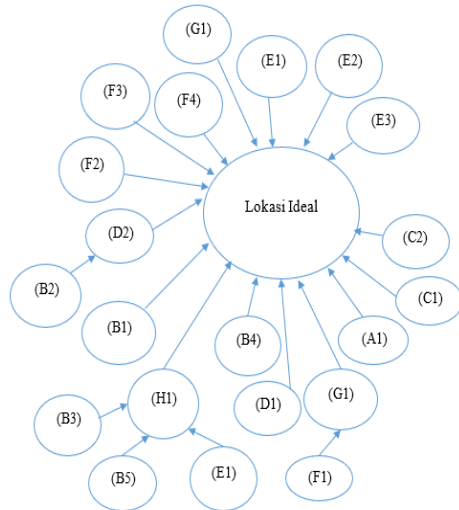 (G1)
(E1)
(E2)
(F3)
(F4)
(E3)
(F2)
Lokasi Ideal
(D2)
(C2)
(B2)
(C1)
(B1)
(B4)
(A1)
(H1)
(D1)
(G1)
(B3)
(B5)
(E1)
(F1)